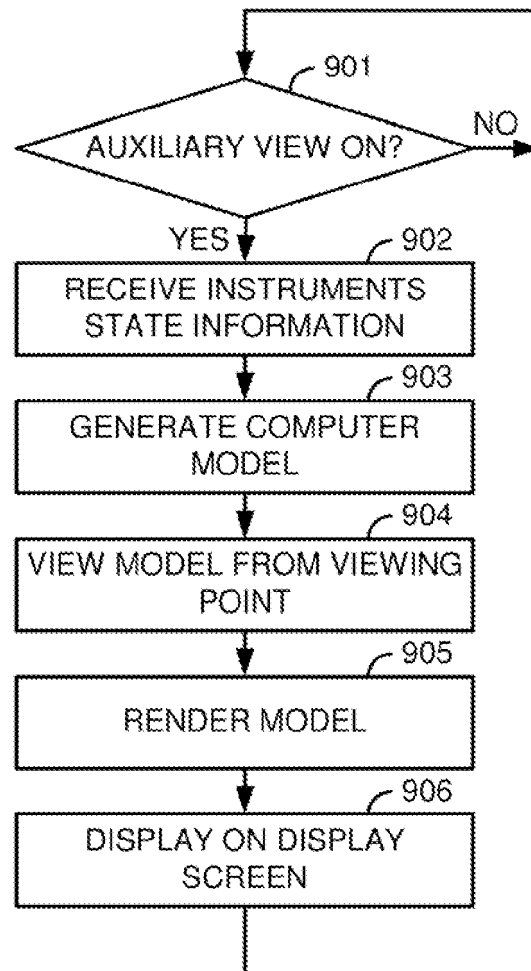 901
AUXILIARY VIEW ON?
NO
YES
902
RECEIVE INSTRUMENTS
STATE INFORMATION
903
GENERATE COMPUTER
MODEL
904
VIEW MODEL FROM VIEWING
POINT
905
RENDER MODEL
906
DISPLAY ON DISPLAY
SCREEN